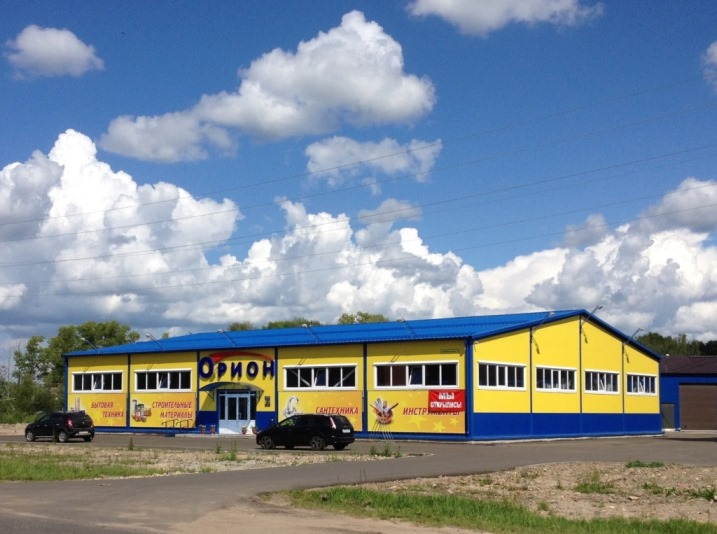 Орион
БЫТОВАЯ
ТЕХНИКА
СТРОИТЕЛЬНЫЕ
МАТЕРИАЛЫ
САНТЕХНИКА
ИНСТРУМЕНТЫ
МЫ
ОТКРЫЛИСЬ!